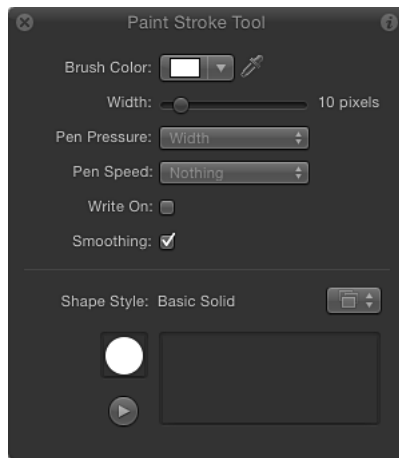 Paint Stroke Tool
Brush Color:
Width: 10 pixels
Pen Pressure: Width
Pen Speed: Nothing
Write On:
Smoothing:
Shape Style: Basic Solid